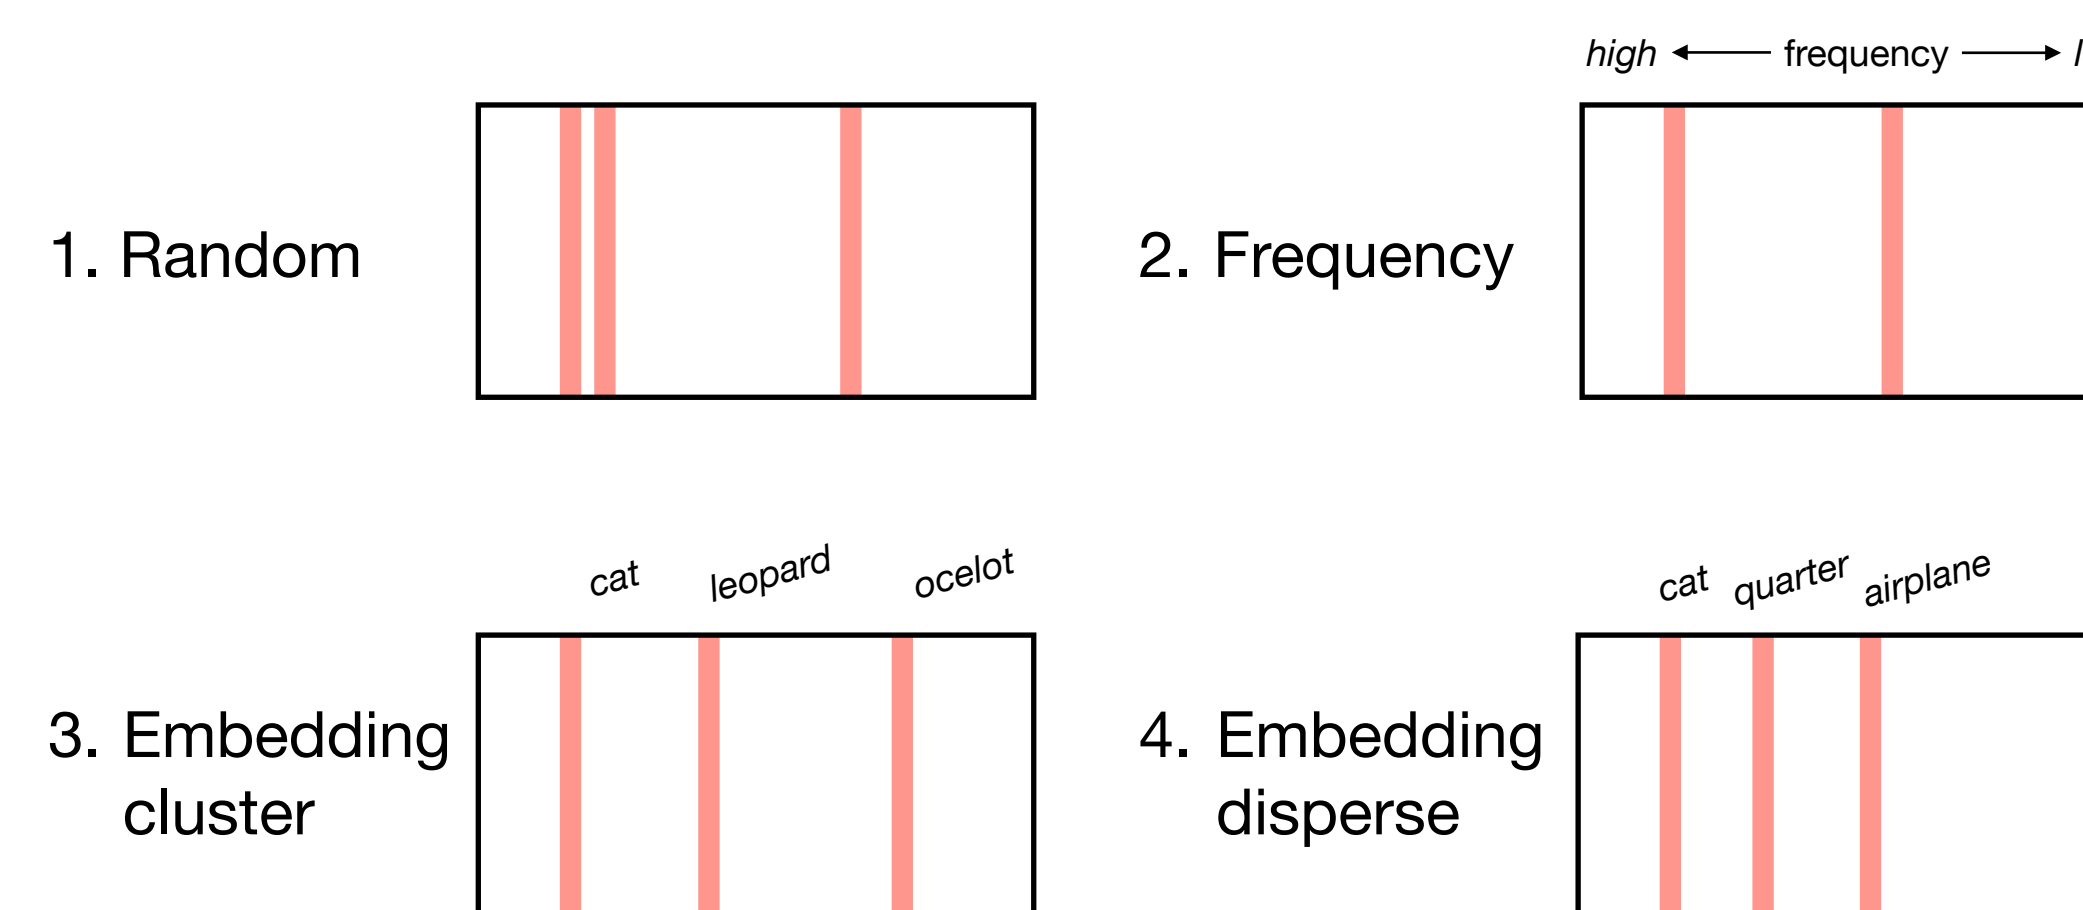 high frequency
1. Random
2. Frequency
cat leopard ocelot
cat quarter airplane
3. Embedding
cluster
4. Embedding
disperse